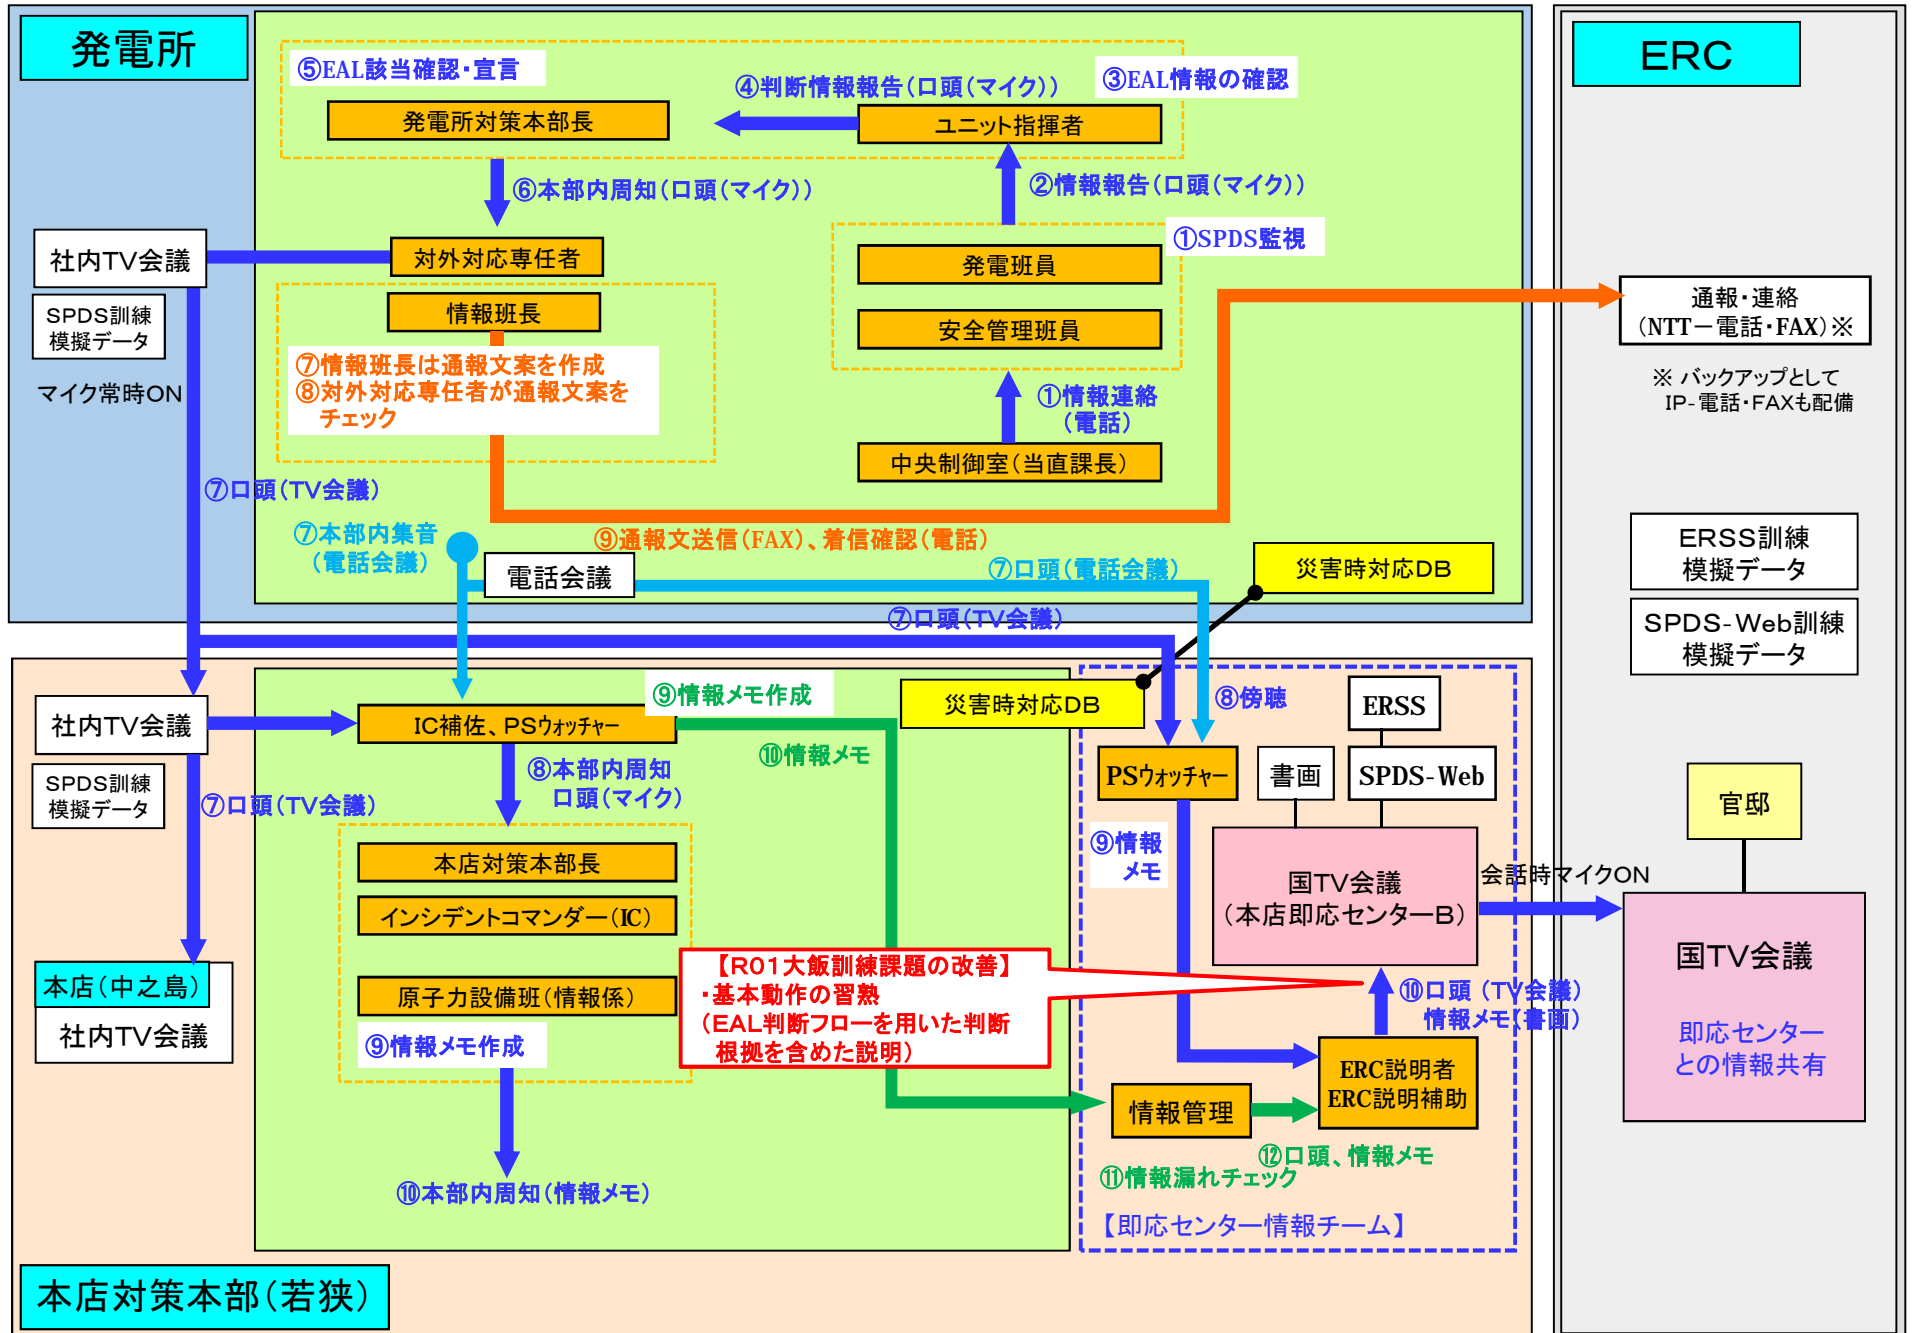 発電所
⑤EAL該当確認・宣言
④判断情報報告(口頭(マイク))
③EAL情報の確認
発電所対策本部長
ユニット指揮者
⑥本部内周知(口頭(マイク))
②情報報告(口頭(マイク))
①SPDS監視
社内TV会議
対外対応専任者
発電班員
SPDS訓練
模擬データ
情報班長
安全管理班員
マイク常時ON
⑦情報班長は通報文案を作成
⑧対外対応専任者が通報文案を
チェック
①情報連絡
(電話)
中央制御室(当直課長)
⑦口頭(TV会議)
⑦本部内集音
(電話会議)
⑨通報文送信(FAX)、着信確認(電話)
電話会議
⑦口頭(電話会議)
災害時対応DB
⑦口頭(TV会議)
ERC
通報・連絡
(NTT-電話・FAX)※
※ バックアップとして
IP-電話・FAXも配備
ERSS訓練
模擬データ
SPDS-Web訓練
模擬データ
社内TV会議
SPDS訓練
模擬データ
⑦口頭(TV会議)
⑨情報メモ作成
IC補佐、PSウォッチャー
⑩情報メモ
⑧本部内周知
口頭(マイク)
災害時対応DB
⑧傍聴
ERSS
PSウォッチャー
書画
SPDS-Web
⑨情報
メモ
本店対策本部長
インシデントコマンダー(IC)
原子力設備班(情報係)
⑨情報メモ作成
⑩本部内周知(情報メモ)
国TV会議
(本店即応センターB)
会話時マイクON
官邸
国TV会議
即応センター
との情報共有
【R01大飯訓練課題の改善】
・基本動作の習熟
(EAL判断フローを用いた判断
根拠を含めた説明)
⑩口頭 (TV会議)
情報メモ(書画)
ERC説明者
ERC説明補助
情報管理
⑫口頭、情報メモ
⑪情報漏れチェック
【即応センター情報チーム】
本店(中之島)
社内TV会議
本店対策本部(若狭)